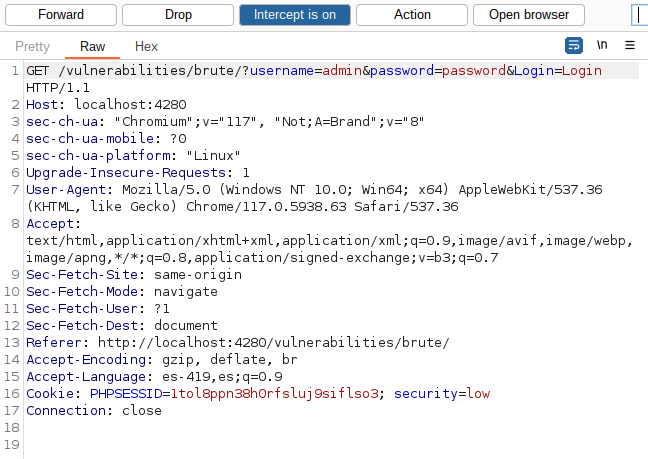 Forward Drop Intercept is on Action Open browser
Pretty Raw Hex \n
1 GET /vulnerabilities/brute/?username=admin&password=password&Login=Login
HTTP/1.1
2 Host: localhost:4280
3 sec-ch-ua: "Chromium";v="117", "Not;A=Brand";v="8"
4 sec-ch-ua-mobile: ?0
5 sec-ch-ua-platform: "Linux"
6 Upgrade-Insecure-Requests: 1
7 User-Agent: Mozilla/5.0 (Windows NT 10.0; Win64; x64) AppleWebKit/537.36
(KHTML, like Gecko) Chrome/117.0.5938.63 Safari/537.36
8 Accept:
text/html,application/xhtml+xml,application/xml;q=0.9,image/avif,image/webp,
image/apng,*/*;q=0.8,application/signed-exchange;v=b3;q=0.7
9 Sec-Fetch-Site: same-origin
10 Sec-Fetch-Mode: navigate
11 Sec-Fetch-User: ?1
12 Sec-Fetch-Dest: document
13 Referer: http://localhost:4280/vulnerabilities/brute/
14 Accept-Encoding: gzip, deflate, br
15 Accept-Language: es-419,es;q=0.9
16 Cookie: PHPSESSID=1tol8ppn38h0rfsluj9siflso3; security=low
17 Connection: close
18
19